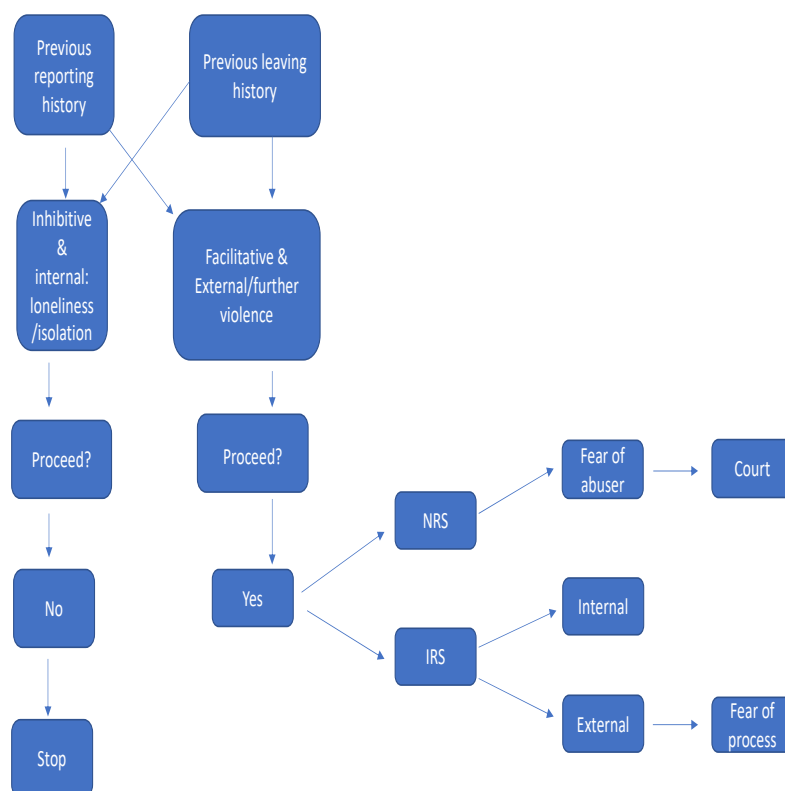 Previous
reporting
history
Previous leaving
history
Inhibitive
&
internal:
loneliness
/isolation
Facilitative &
External/further
violence
Proceed?
Proceed?
Fear of
abuser
Court
NRS
No
Yes
Internal
IRS
External
Fear of
process
Stop